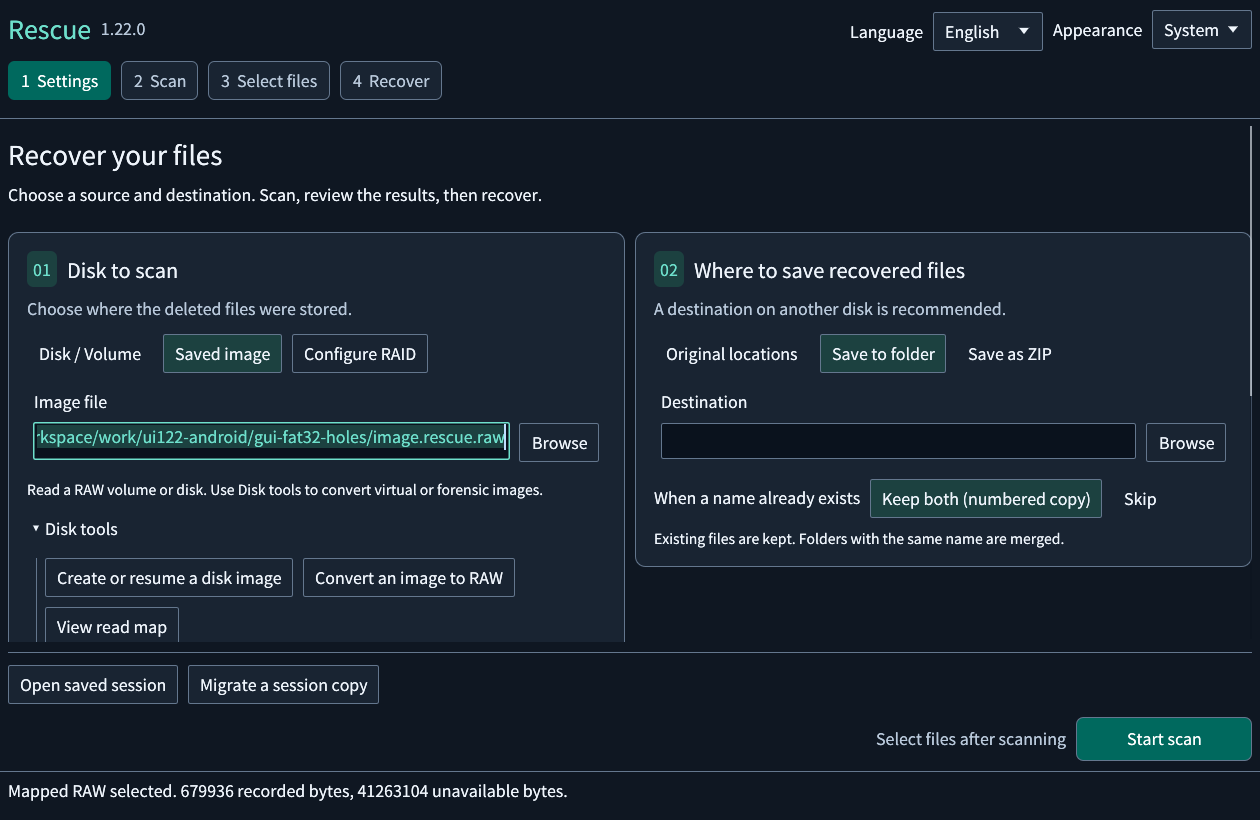 Rescue 1.22.0
Language English Appearance System
1 Settings 2 Scan 3 Select files 4 Recover
Recover your files
Choose a source and destination. Scan, review the results, then recover.
01 Disk to scan
Choose where the deleted files were stored.
Disk / Volume Saved image Configure RAID
Image file
rkspace/work/ui122-android/gui-fat32-holes/image.rescue.raw Browse
Read a RAW volume or disk. Use Disk tools to convert virtual or forensic images.
Disk tools
Create or resume a disk image Convert an image to RAW
View read map
02 Where to save recovered files
A destination on another disk is recommended.
Original locations Save to folder Save as ZIP
Destination
Browse
When a name already exists Keep both (numbered copy) Skip
Existing files are kept. Folders with the same name are merged.
Open saved session Migrate a session copy
Select files after scanning Start scan
Mapped RAW selected. 679936 recorded bytes, 41263104 unavailable bytes.